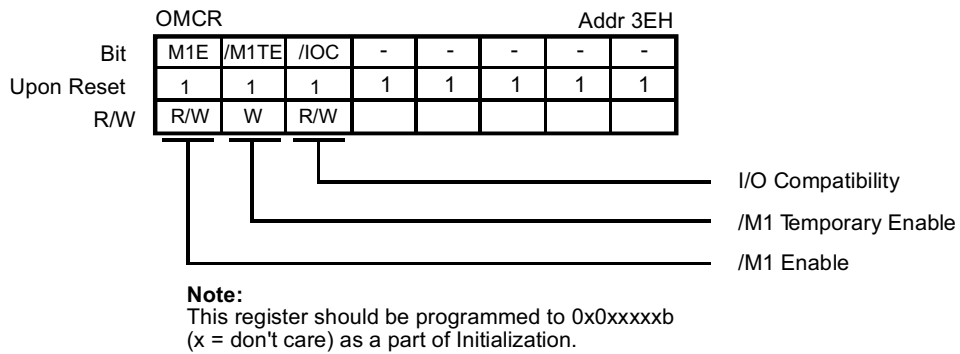 OMCR Addr 3EH
Bit M1E /M1TE /IOC - - - - -
Upon Reset 1 1 1 1 1 1 1 1
R/W R/W W R/W
I/O Compatibility
/M1 Temporary Enable
/M1 Enable
Note:
This register should be programmed to 0x0xxxxxb
(x = don't care) as a part of Initialization.